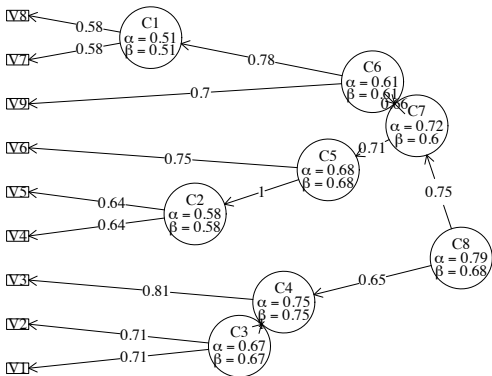 V8
0.58
C1
α = 0.51
β = 0.51
V7
0.58
0.78
C6
α = 0.61
β = 0.61
V9
0.7
0.66
C7
α = 0.72
β = 0.6
V6
0.75
0.71
C5
α = 0.68
β = 0.68
V5
0.64
C2
α = 0.58
β = 0.58
1
0.75
V4
0.64
C8
α = 0.79
β = 0.68
V3
0.81
0.65
C4
α = 0.75
β = 0.75
V2
0.71
C3
α = 0.67
β = 0.67
V1
0.71